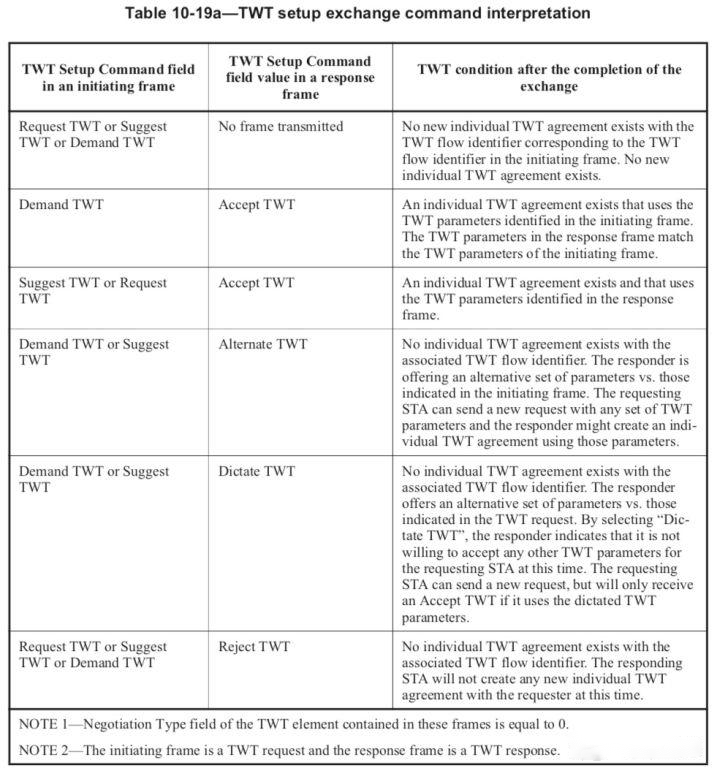 Table 10-19a—TWT setup exchange command interpretation
TWT Setup Command field
in an initiating frame
TWT Setup Command
field value in a response
frame
TWT condition after the completion of the
exchange
Request TWT or Suggest
TWT or Demand TWT
No frame transmitted
No new individual TWT agreement exists with the
TWT flow identifier corresponding to the TWT
flow identifier in the initiating frame. No new
individual TWT agreement exists.
Demand TWT
Accept TWT
An individual TWT agreement exists that uses the
TWT parameters identified in the initiating frame.
The TWT parameters in the response frame match
the TWT parameters of the initiating frame.
Suggest TWT or Request
TWT
Accept TWT
An individual TWT agreement exists and that uses
the TWT parameters identified in the response
frame.
Demand TWT or Suggest
TWT
Alternate TWT
No individual TWT agreement exists with the
associated TWT flow identifier. The responder is
offering an alternative set of parameters vs. those
indicated in the initiating frame. The requesting
STA can send a new request with any set of TWT
parameters and the responder might create an indi-
vidual TWT agreement using those parameters.
Demand TWT or Suggest
TWT
Dictate TWT
No individual TWT agreement exists with the
associated TWT flow identifier. The responder
offers an alternative set of parameters vs. those
indicated in the TWT request. By selecting “Dic-
tate TWT”, the responder indicates that it is not
willing to accept any other TWT parameters for
the requesting STA at this time. The requesting
STA can send a new request, but will only receive
an Accept TWT if it uses the dictated TWT
parameters.
Request TWT or Suggest
TWT or Demand TWT
Reject TWT
No individual TWT agreement exists with the
associated TWT flow identifier. The responding
STA will not create any new individual TWT
agreement with the requester at this time.
NOTE 1—Negotiation Type field of the TWT element contained in these frames is equal to 0.
NOTE 2—The initiating frame is a TWT request and the response frame is a TWT response.